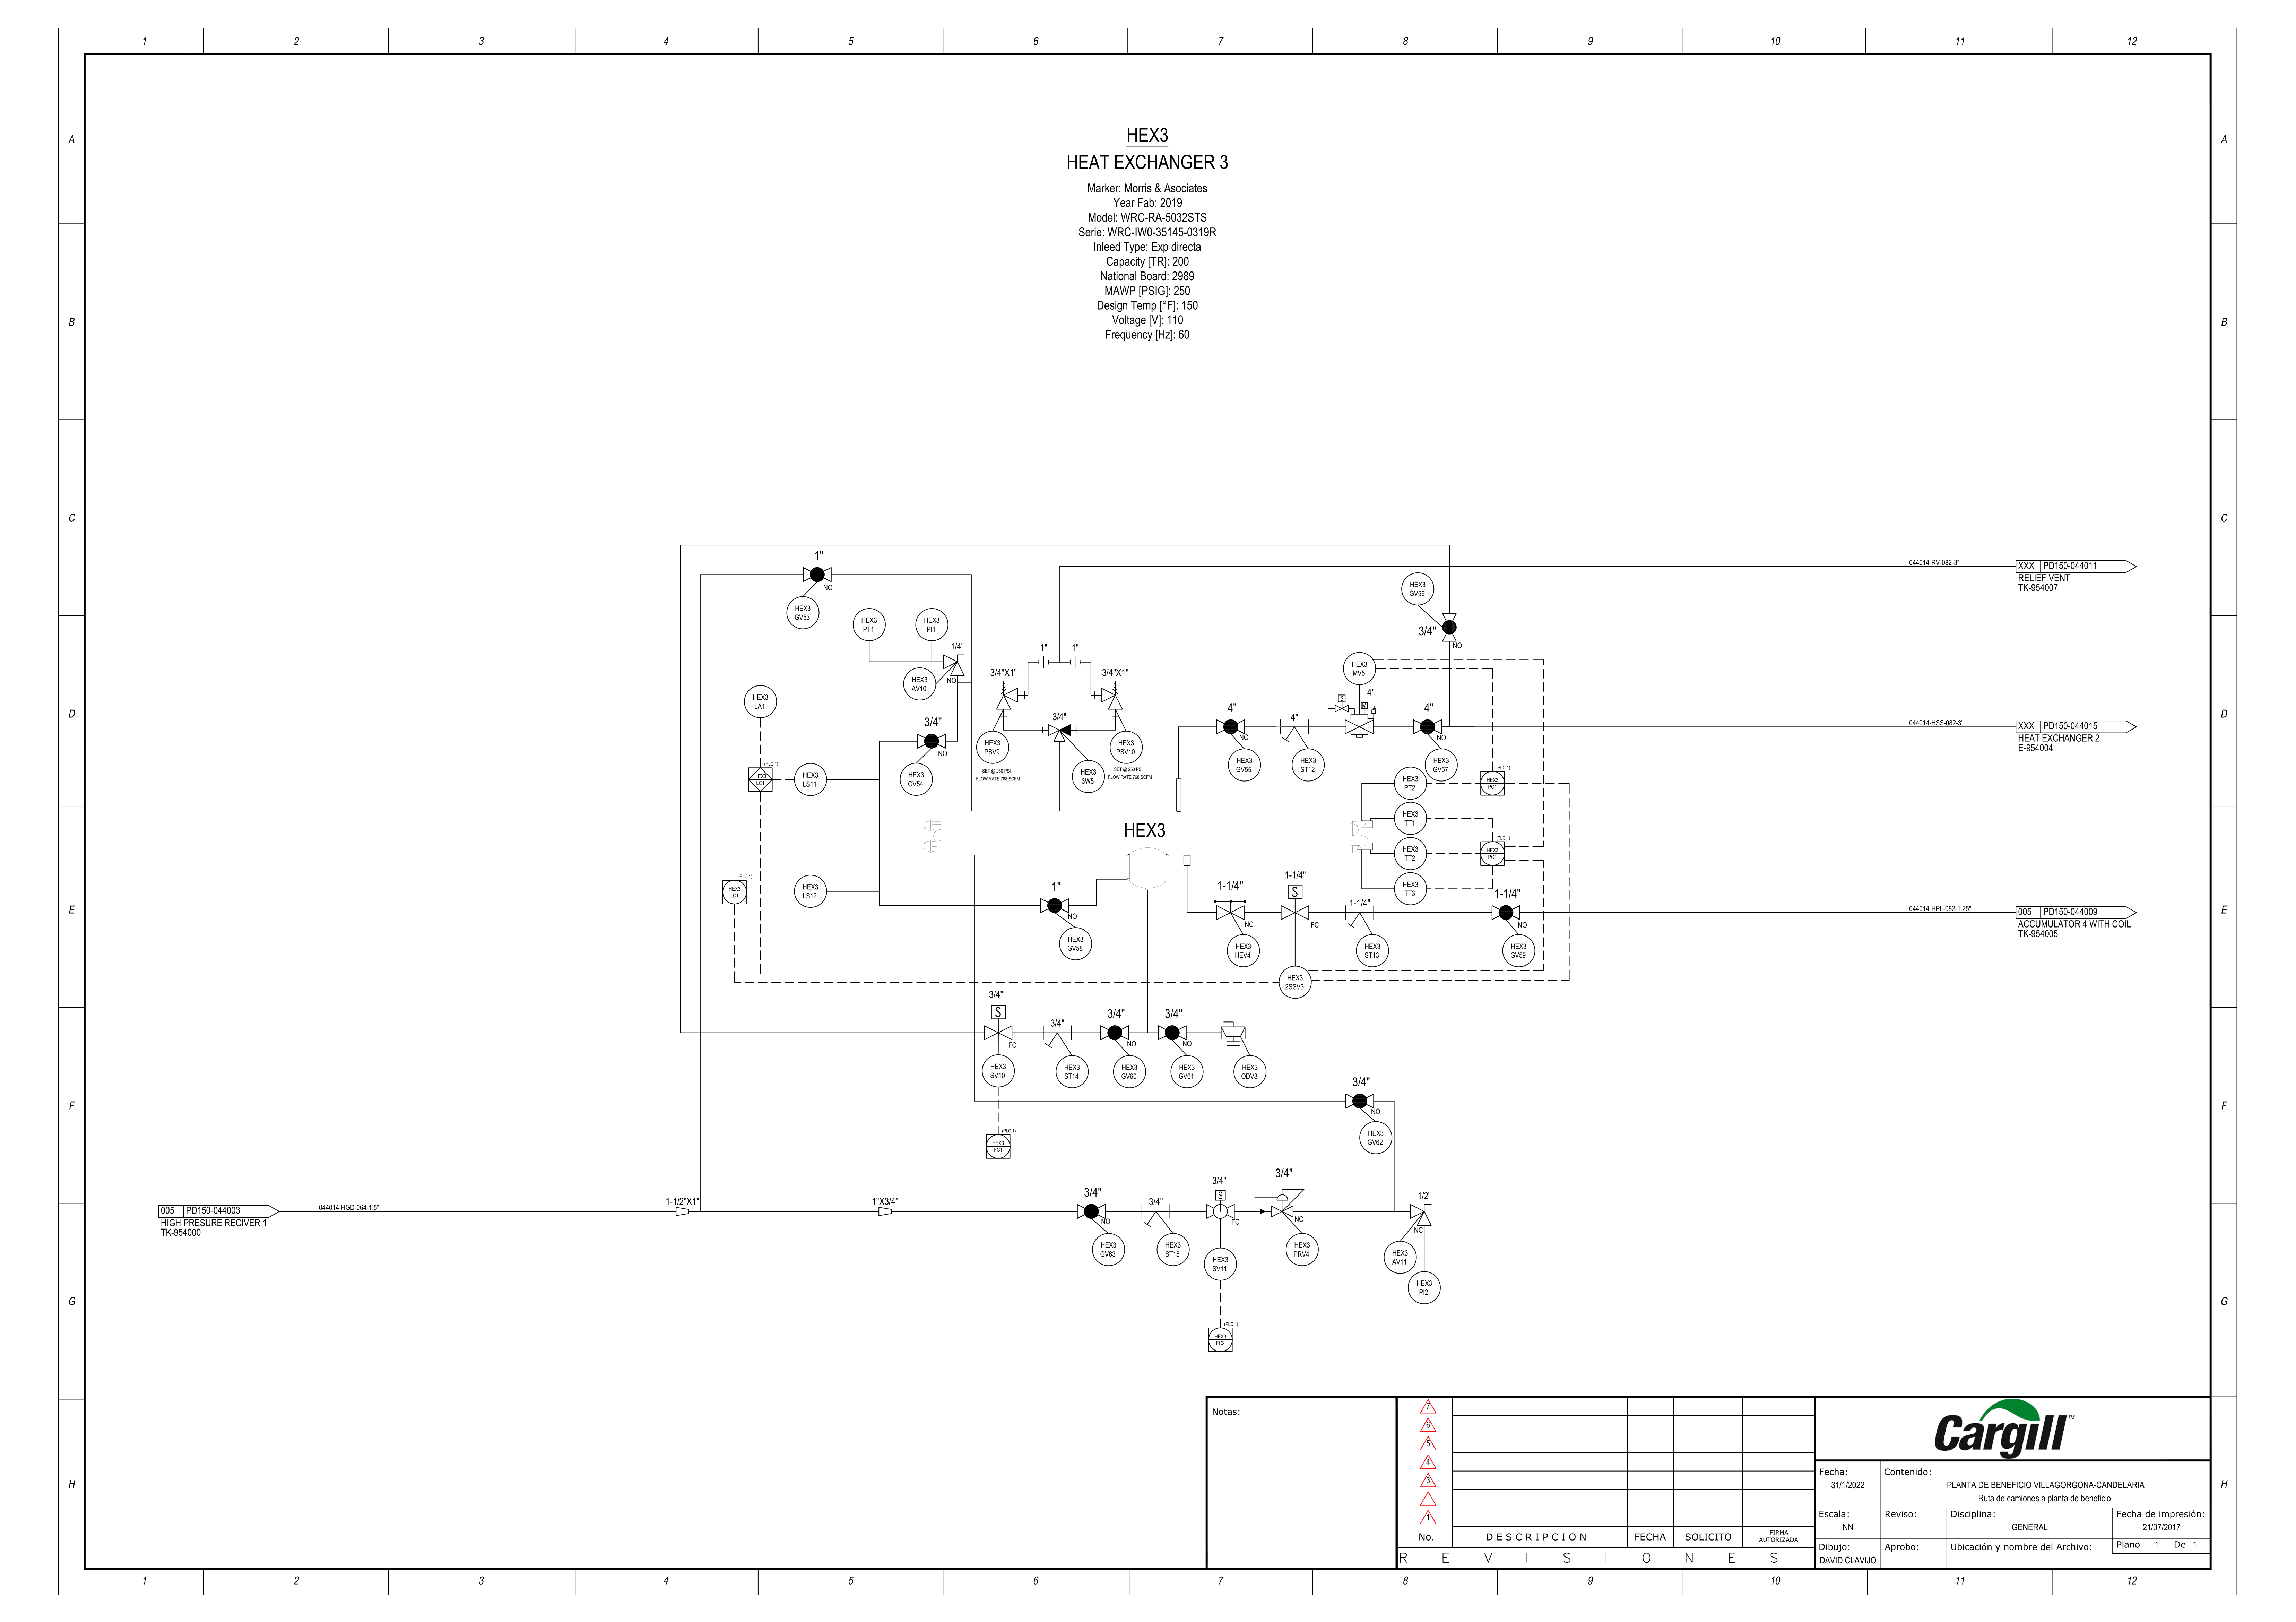 1 2 3 4 5 6 7 8 9 10 11 12
A A
B B
C C
D D
E E
F F
G G
H H
HEX3
HEAT EXCHANGER 3
Marker: Morris & Asociates
Year Fab: 2019
Model: WRC-RA-5032STS
Serie: WRC-IW0-35145-0319R
Inleed Type: Exp directa
Capacity [TR]: 200
National Board: 2989
MAWP [PSIG]: 250
Design Temp [°F]: 150
Voltage [V]: 110
Frequency [Hz]: 60
1"
NO
HEX3
GV53
044014-RV-082-3"
XXX PD150-044011
RELIEF VENT
TK-954007
HEX3
GV56
3/4"
NO
HEX3
PT1
HEX3
PI1
1/4"
HEX3
AV10
NO
1" 1"
3/4"X1" 3/4"X1"
3/4"
HEX3
PSV9
SET @ 250 PSI
FLOW RATE 768 SCFM
HEX3
3W5
HEX3
PSV10
SET @ 250 PSI
FLOW RATE 768 SCFM
HEX3
MV5
S
M
4"
4"
NO
HEX3
GV55
4"
HEX3
ST12
4"
NO
HEX3
GV57
044014-HSS-082-3"
XXX PD150-044015
HEAT EXCHANGER 2
E-954004
HEX3
LA1
3/4"
NO
HEX3
GV54
(PLC 1)
HEX3
LC1
HEX3
LS11
HEX3
PT2
(PLC 1)
HEX3
PC1
HEX3
TT1
HEX3
HEX3
TT2
(PLC 1)
HEX3
PC1
HEX3
TT3
(PLC 1)
HEX3
LC1
HEX3
LS12
1"
NO
HEX3
GV58
1-1/4"
NC
HEX3
HEV4
1-1/4"
S
FC
1-1/4"
HEX3
ST13
1-1/4"
NO
HEX3
GV59
044014-HPL-082-1.25"
005 PD150-044009
ACCUMULATOR 4 WITH COIL
TK-954005
HEX3
2SSV3
3/4"
S
FC
HEX3
SV10
3/4"
HEX3
ST14
3/4"
NO
HEX3
GV60
3/4"
NO
HEX3
GV61
HEX3
ODV8
(PLC 1)
HEX3
FC1
3/4"
NO
HEX3
GV62
005 PD150-044003
HIGH PRESURE RECIVER 1
TK-954000
044014-HGD-064-1.5"
1-1/2"X1"
1"X3/4"
3/4"
NO
HEX3
GV63
3/4"
HEX3
ST15
3/4"
S
FC
HEX3
SV11
3/4"
NC
HEX3
PRV4
1/2"
NC
HEX3
AV11
HEX3
PI2
(PLC 1)
HEX3
FC2
Notas:
7
6
5
4
3
1
No. DESCRIPCION FECHA SOLICITO FIRMA AUTORIZADA
REVISIONES
Cargill™
Fecha:
31/1/2022
Contenido:
PLANTA DE BENEFICIO VILLAGORGONA-CANDELARIA
Ruta de camiones a planta de beneficio
Escala:
NN
Reviso:
Disciplina:
GENERAL
Fecha de impresión:
21/07/2017
Dibujo:
DAVID CLAVIJO
Aprobo:
Ubicación y nombre del Archivo:
Plano 1 De 1
1 2 3 4 5 6 7 8 9 10 11 12